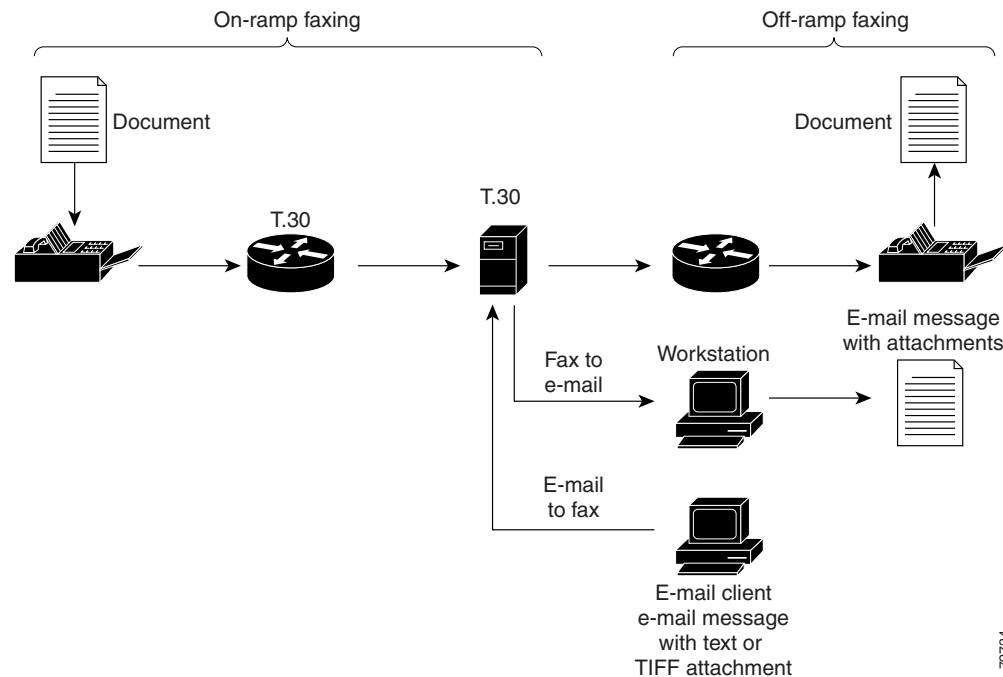 On-ramp faxing
Off-ramp faxing
Document
Document
T.30
T.30
E-mail message
with attachments
Fax to
e-mail
Workstation
E-mail
to fax
E-mail client
e-mail message
with text or
TIFF attachment